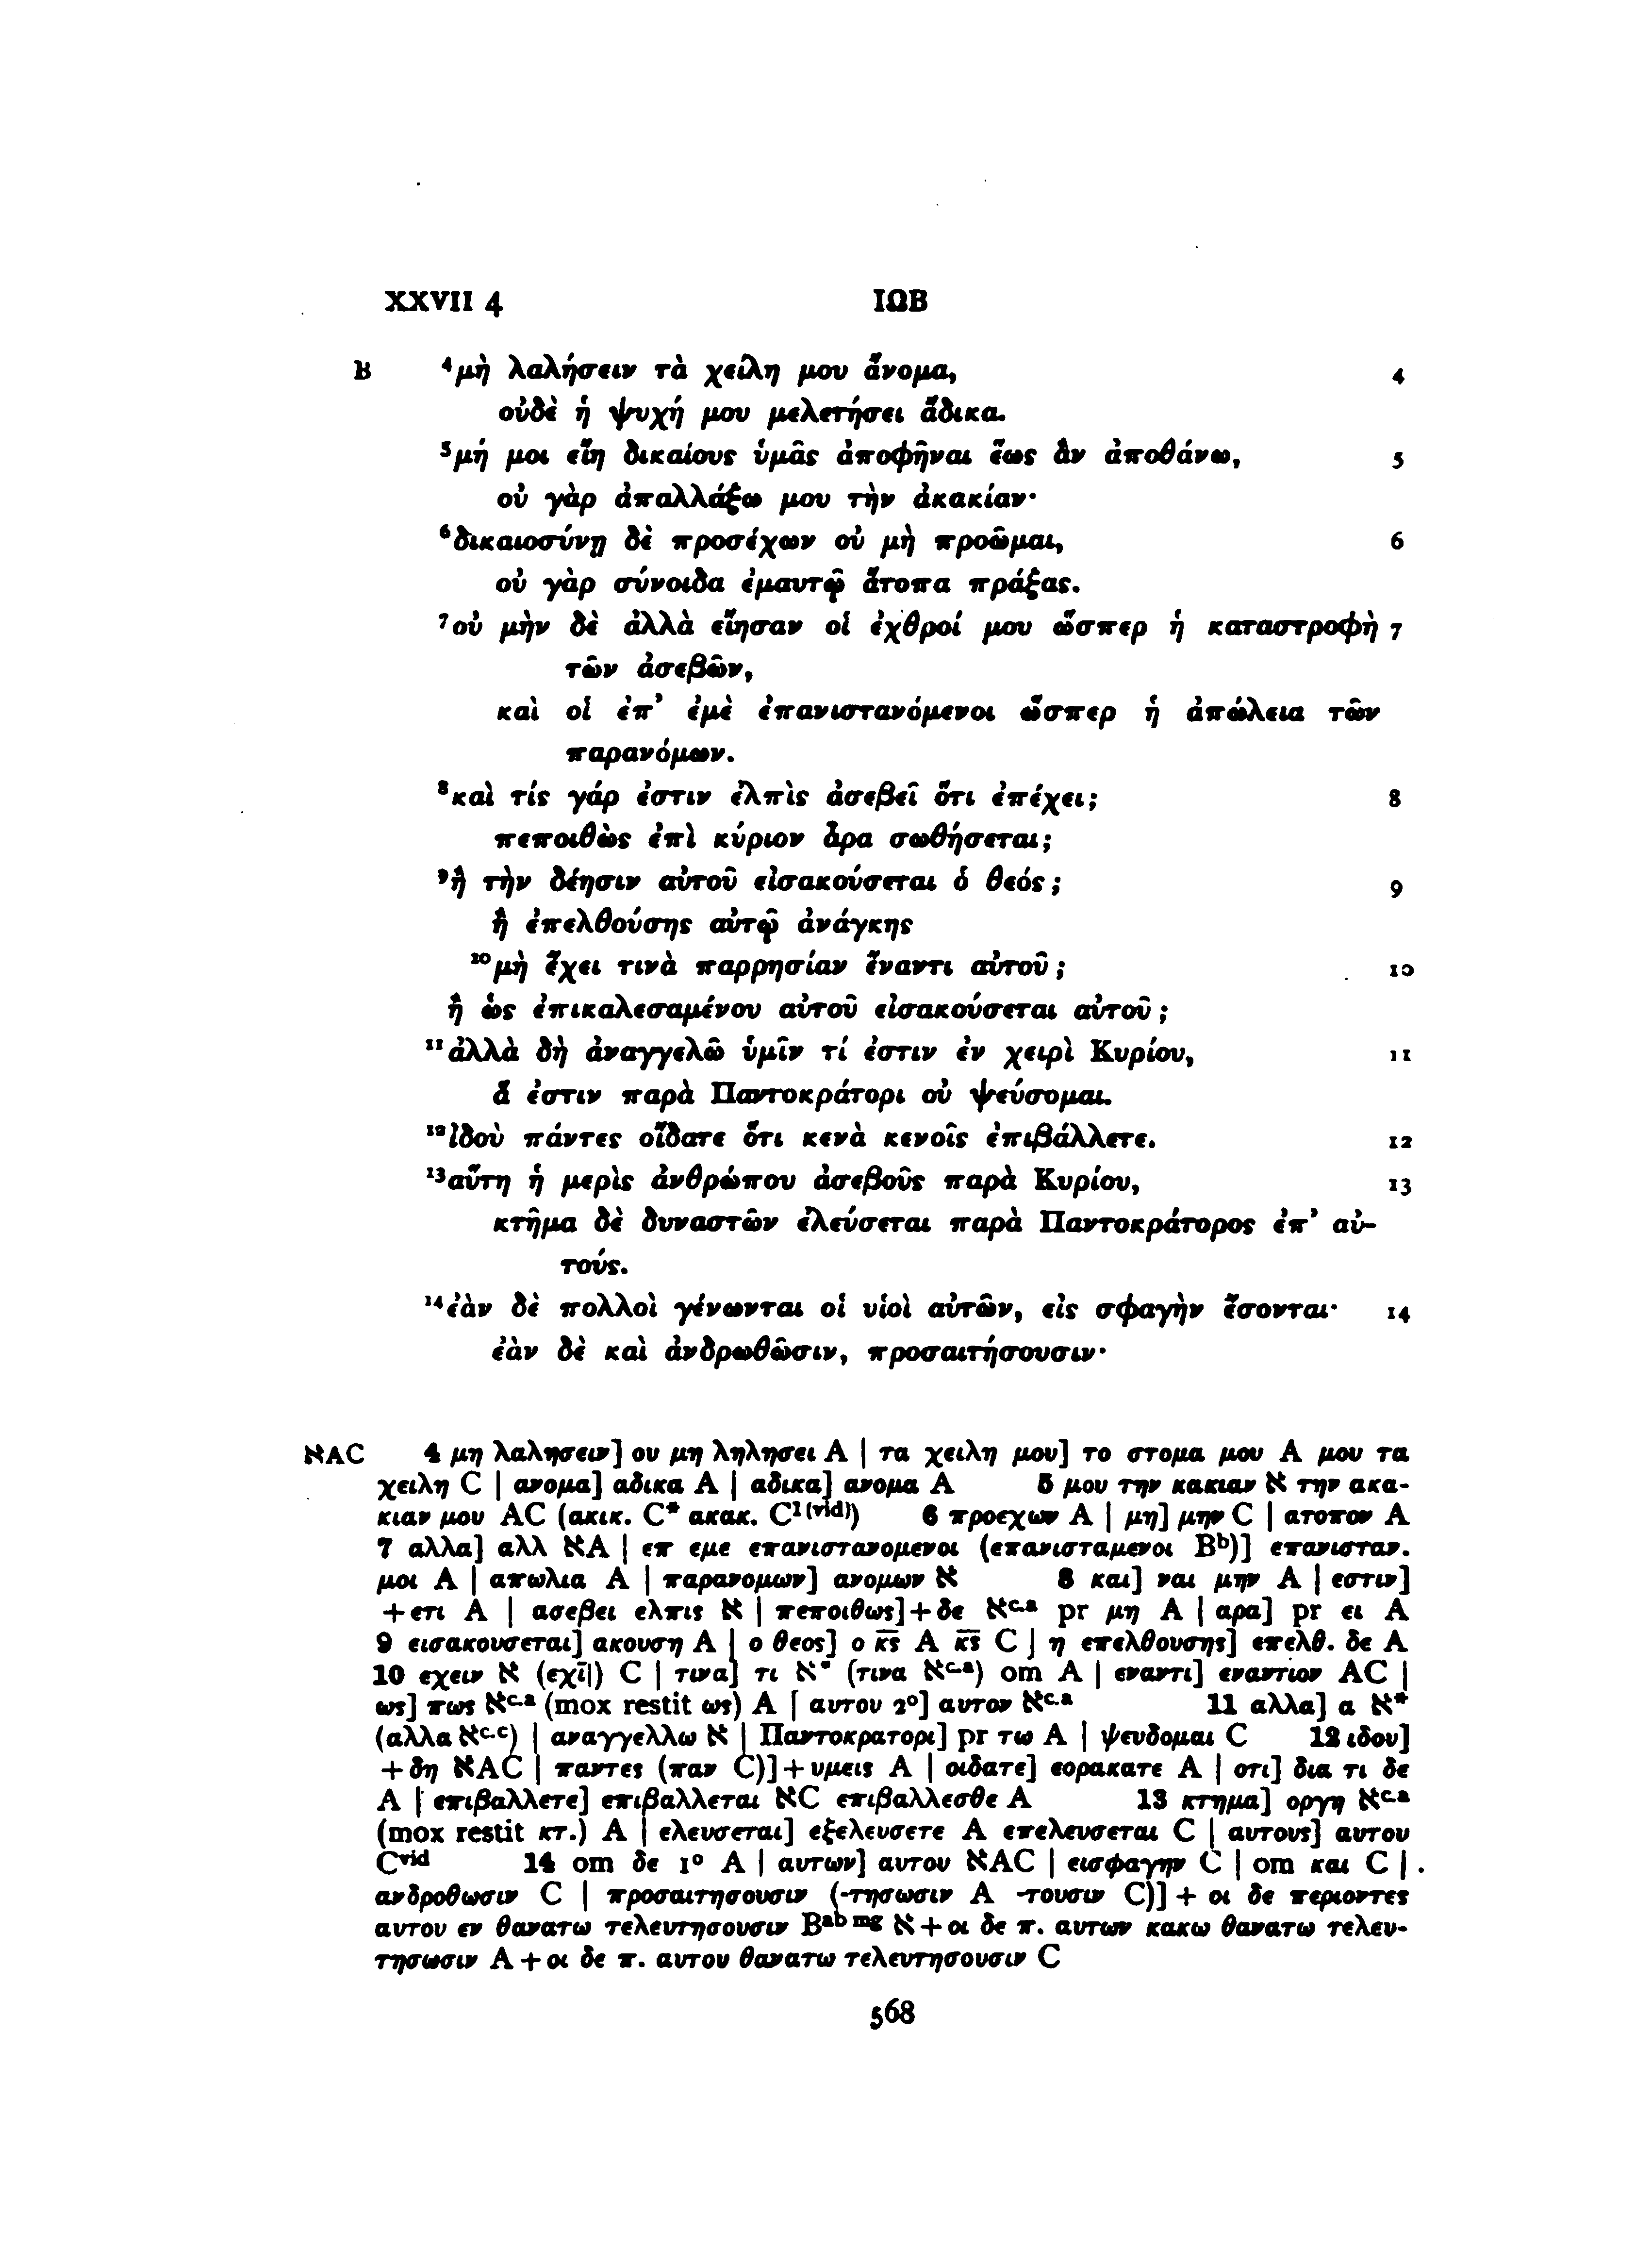 XXVII 4 ΙΩΒ
B ⁴μὴ λαλήσειν τὰ χείλη μου ἄνομα, 4
οὐδὲ ἡ ψυχή μου μελετήσει ἄδικα.
⁵μή μοι εἴη δικαίους ὑμᾶς ἀποφῆναι ἕως ἂν ἀποθάνω, 5
οὐ γὰρ ἀπαλλάξω μου τὴν ἀκακίαν·
⁶δικαιοσύνῃ δὲ προσέχων οὐ μὴ προῶμαι, 6
οὐ γὰρ σύνοιδα ἐμαυτῷ ἄτοπα πράξας.
⁷οὐ μὴν δὲ ἀλλὰ εἴησαν οἱ ἐχθροί μου ὥσπερ ἡ καταστροφὴ 7
τῶν ἀσεβῶν,
καὶ οἱ ἐπ’ ἐμὲ ἐπανιστανόμενοι ὥσπερ ἡ ἀπώλεια τῶν
παρανόμων.
⁸καὶ τίς γάρ ἐστιν ἐλπὶς ἀσεβεῖ ὅτι ἐπέχει; 8
πεποιθὼς ἐπὶ κύριον ἆρα σωθήσεται;
⁹ἢ τὴν δέησιν αὐτοῦ εἰσακούσεται ὁ θεός; 9
ἢ ἐπελθούσης αὐτῷ ἀνάγκης
¹⁰μὴ ἔχει τινὰ παρρησίαν ἔναντι αὐτοῦ; 10
ἢ ὡς ἐπικαλεσαμένου αὐτοῦ εἰσακούσεται αὐτοῦ;
¹¹ἀλλὰ δὴ ἀναγγελῶ ὑμῖν τί ἐστιν ἐν χειρὶ Κυρίου, 11
ἅ ἐστιν παρὰ Παντοκράτορι οὐ ψεύσομαι.
¹²ἰδοὺ πάντες οἴδατε ὅτι κενὰ κενοῖς ἐπιβάλλετε. 12
¹³αὕτη ἡ μερὶς ἀνθρώπου ἀσεβοῦς παρὰ Κυρίου, 13
κτῆμα δὲ δυναστῶν ἐλεύσεται παρὰ Παντοκράτορος ἐπ’ αὐ-
τούς.
¹⁴ἐὰν δὲ πολλοὶ γένωνται οἱ υἱοὶ αὐτῶν, εἰς σφαγὴν ἔσονται· 14
ἐὰν δὲ καὶ ἀνδρωθῶσιν, προσαιτήσουσιν·
אAC 4 μη λαλησειν] ου μη ληλησει A | τα χειλη μου] το στομα μου A μου τα
χειλη C | ανομα] αδικα A | αδικα] ανομα A 5 μου την κακιαν א την ακα-
κιαν μου AC (ακικ. C* ακακ. C¹⁽ᵛⁱᵈ⁾) 6 προεχων A | μη] μην C | ατοπον A
7 αλλα] αλλ אA | επ εμε επανιστανομενοι (επανισταμενοι Bᵇ)] επανισταν.
μοι A | απωλια A | παρανομων] ανομων א 8 και] ναι μην A | εστιν]
+ετι A | ασεβει ελπις א | πεποιθως]+δε אᶜ·ᵃ pr μη A | αρα] pr ει A
9 εισακουσεται] ακουση A | ο θεος] ο κ̅ς̅ A κ̅ς̅ C | η επελθουσης] επελθ. δε A
10 εχειν א (εχι̅|) C | τινα] τι א* (τινα אᶜ·ᵃ) om A | εναντι] εναντιον AC |
ως] πως אᶜ·ᵃ (mox restit ως) A | αυτου 2º] αυτον אᶜ·ᵃ 11 αλλα] α א*
(αλλα אᶜ·ᶜ) | αναγγελλω א | Παντοκρατορι] pr τω A | ψευδομαι C 12 ιδου]
+δη אAC | παντες (παν C)]+υμεις A | οιδατε] εορακατε A | οτι] δια τι δε
A | επιβαλλετε] επιβαλλεται אC επιβαλλεσθε A 13 κτημα] οργη אᶜ·ᵃ
(mox restit κτ.) A | ελευσεται] εξελευσετε A επελευσεται C | αυτους] αυτου
Cᵛⁱᵈ 14 om δε 1º A | αυτων] αυτου אAC | εισφαγην C | om και C |
ανδροθωσιν C | προσαιτησουσιν (-τησωσιν A -τουσιν C)] + οι δε περιοντες
αυτου εν θανατω τελευτησουσιν Bᵃᵇ ᵐᵍ א + οι δε π. αυτων κακω θανατω τελευ-
τησωσιν A + οι δε π. αυτου θανατω τελευτησουσιν C
568